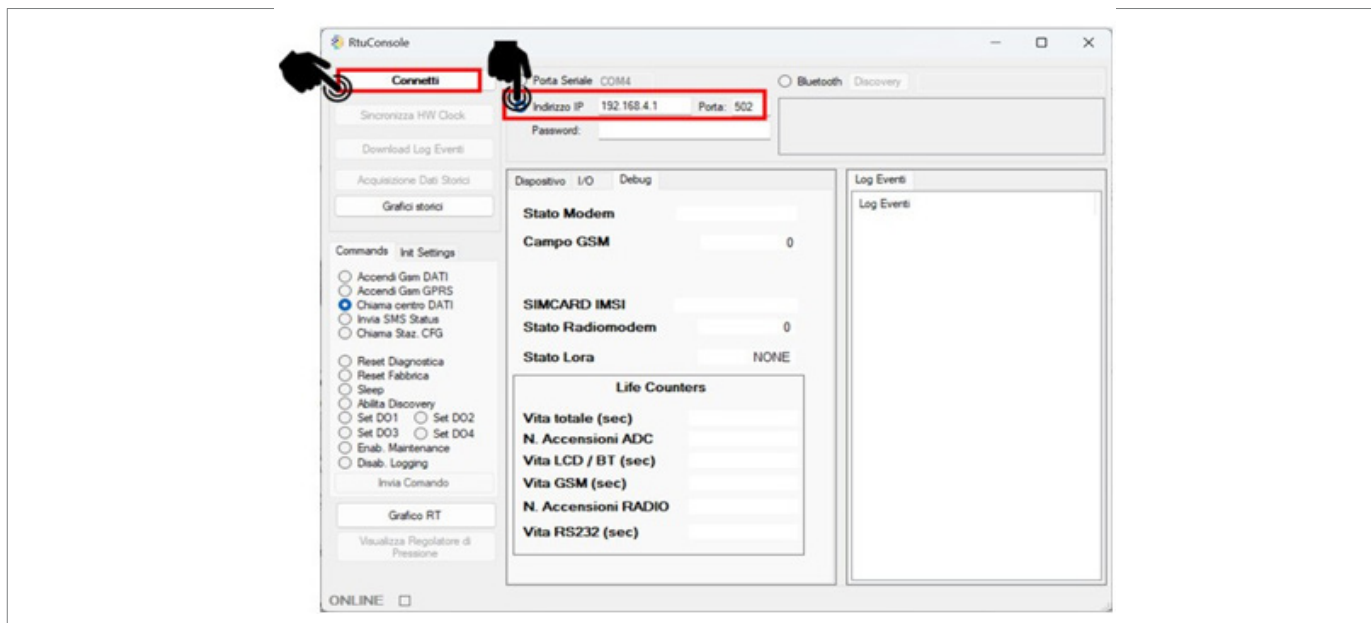 RtuConsole
Connetti
Sincronizza HW Clock
Download Log Eventi
Acquisizione Dati Storici
Grafici storici
Porta Seriale COM4
Indirizzo IP 192.168.4.1 Porta: 502
Password:
Bluetooth Discovery
Commands Init Settings
Accendi Gsm DATI
Accendi Gsm GPRS
Chiama centro DATI
Invia SMS Status
Chiama Staz. CFG
Reset Diagnostica
Reset Fabbrica
Sleep
Abilita Discovery
Set DO1 Set DO2
Set DO3 Set DO4
Enab. Maintenance
Disab. Logging
Invia Comando
Grafico RT
Visualizza Regolatore di
Pressione
Dispositivo I/O Debug
Stato Modem
Campo GSM 0
SIMCARD IMSI
Stato Radiomodem 0
Stato Lora NONE
Life Counters
Vita totale (sec)
N. Accensioni ADC
Vita LCD / BT (sec)
Vita GSM (sec)
N. Accensioni RADIO
Vita RS232 (sec)
Log Eventi
Log Eventi
ONLINE